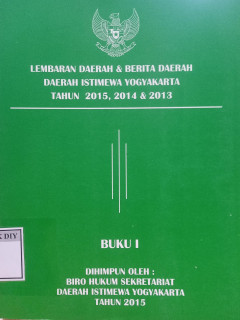 LEMBARAN DAERAH & BERITA DAERAH
DAERAH ISTIMEWA YOGYAKARTA
TAHUN 2015, 2014 & 2013
K DIY
BUKU I
DIHIMPUN OLEH :
BIRO HUKUM SEKRETARIAT
DAERAH ISTIMEWA YOGYAKARTA
TAHUN 2015